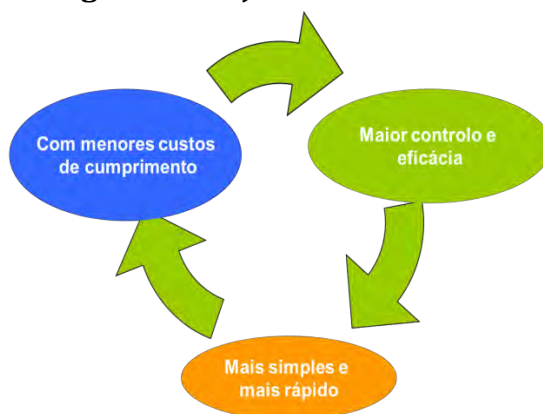 Com menores custos
de cumprimento
Maior controlo e
eficácia
Mais simples e
mais rápido